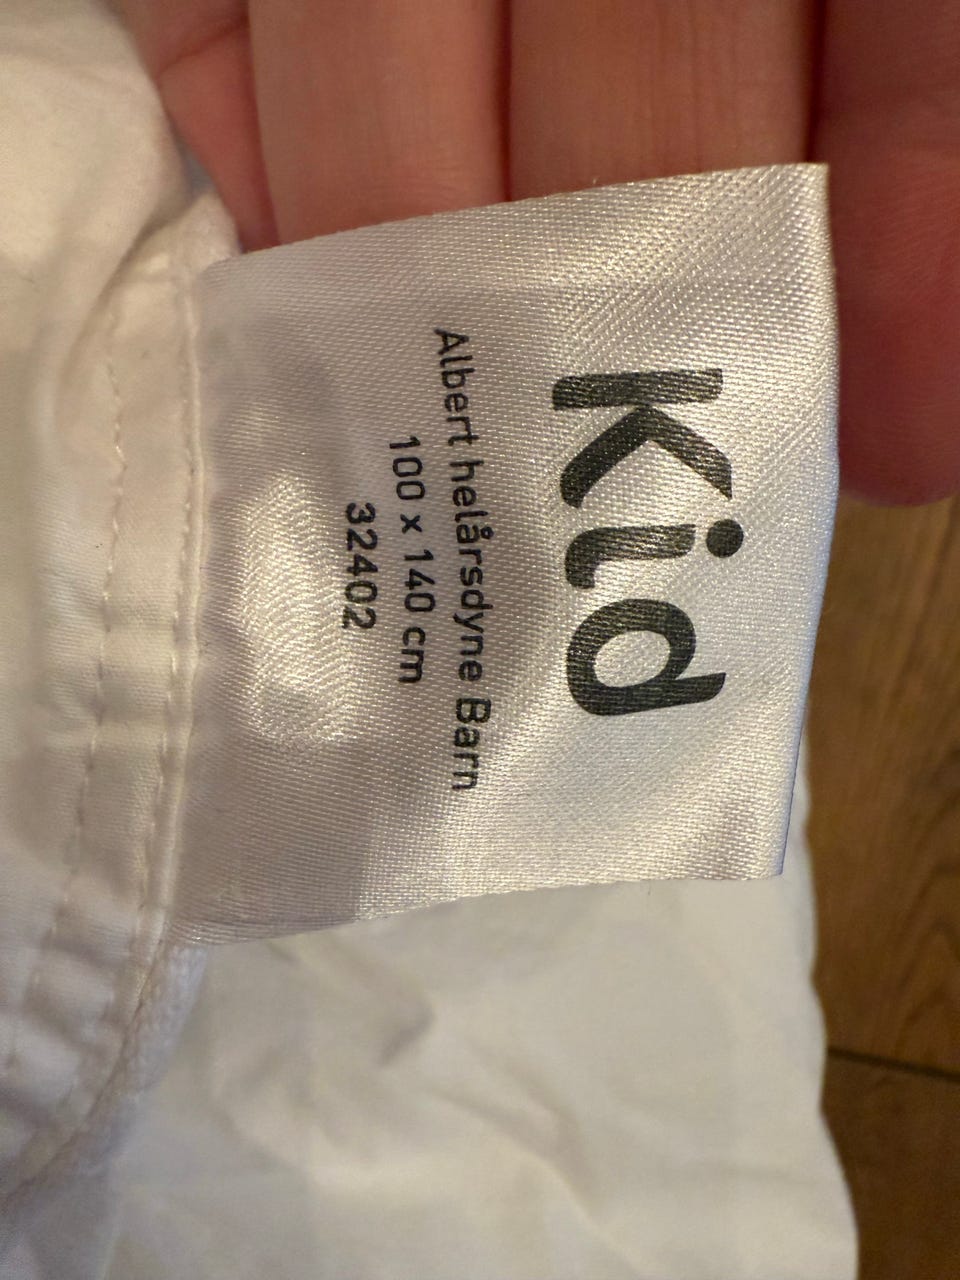 Kid
Albert helårsdyne Barn
100 x 140 cm
32402